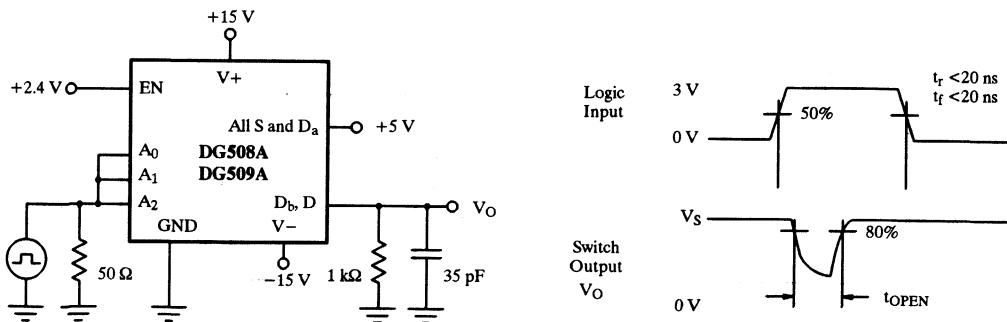 +15 V
V+
+2.4 V
EN
All S and Da
+5 V
A0
DG508A
A1
DG509A
A2
Db, D
VO
GND
V−
50 Ω
−15 V
1 kΩ
35 pF
Logic
Input
3 V
0 V
50%
tr <20 ns
tf <20 ns
VS
80%
Switch
Output
VO
0 V
tOPEN